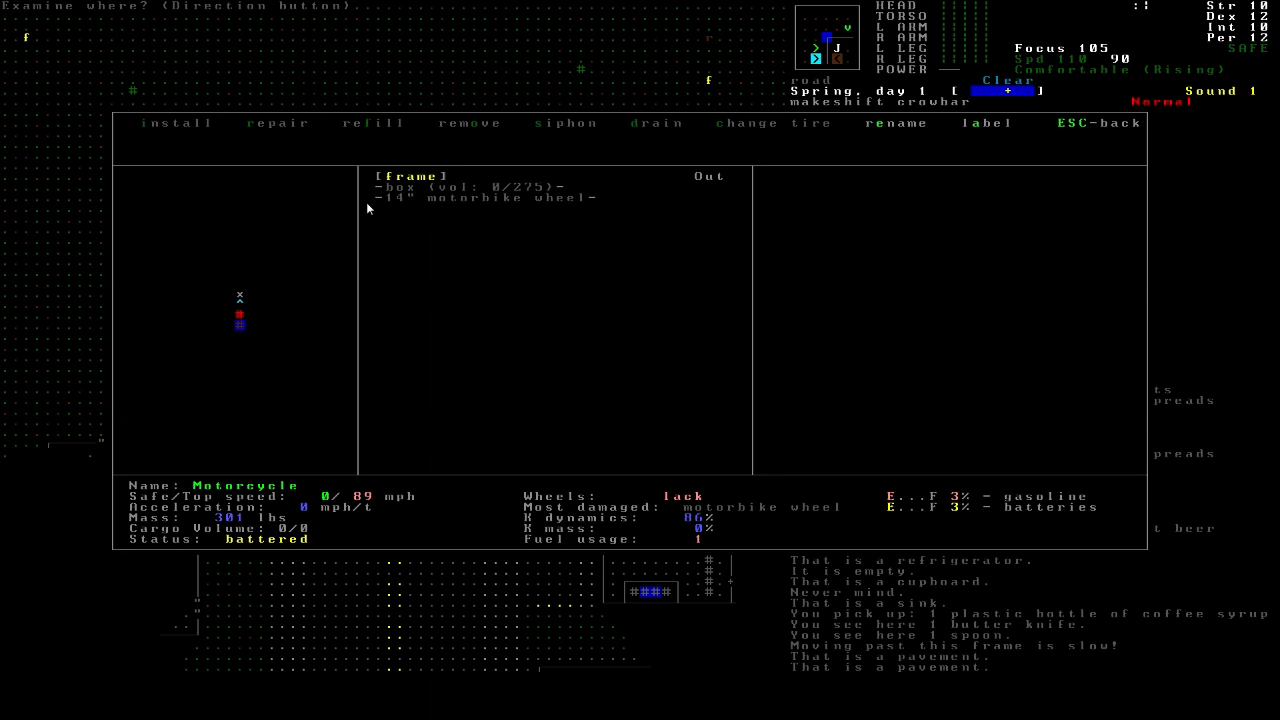 Examine where? (Direction button)
HEAD
TORSO
L ARM
R ARM
L LEG
R LEG
POWER
Str 10
Dex 12
Int 10
Per 12
Focus 105
SAFE
Spd 110 90
Comfortable (Rising)
road
Clear
Spring, day 1 [ + ]
Sound 1
makeshift crowbar
Normal
install repair refill remove siphon drain change tire rename label ESC-back
[frame] Out
-box (vol: 0/275)-
-14" motorbike wheel-
ts
preads
preads
t beer
Name: Motorcycle
Safe/Top speed: 0/ 89 mph
Acceleration: 0 mph/t
Mass: 301 lbs
Cargo Volume: 0/0
Status: battered
Wheels: lack
Most damaged: motorbike wheel
K dynamics: 86%
K mass: 0%
Fuel usage: 1
E...F 3% - gasoline
E...F 3% - batteries
That is a refrigerator.
It is empty.
That is a cupboard.
Never mind.
That is a sink.
You pick up: 1 plastic bottle of coffee syrup
You see here 1 butter knife.
You see here 1 spoon.
Moving past this frame is slow!
That is a pavement.
That is a pavement.